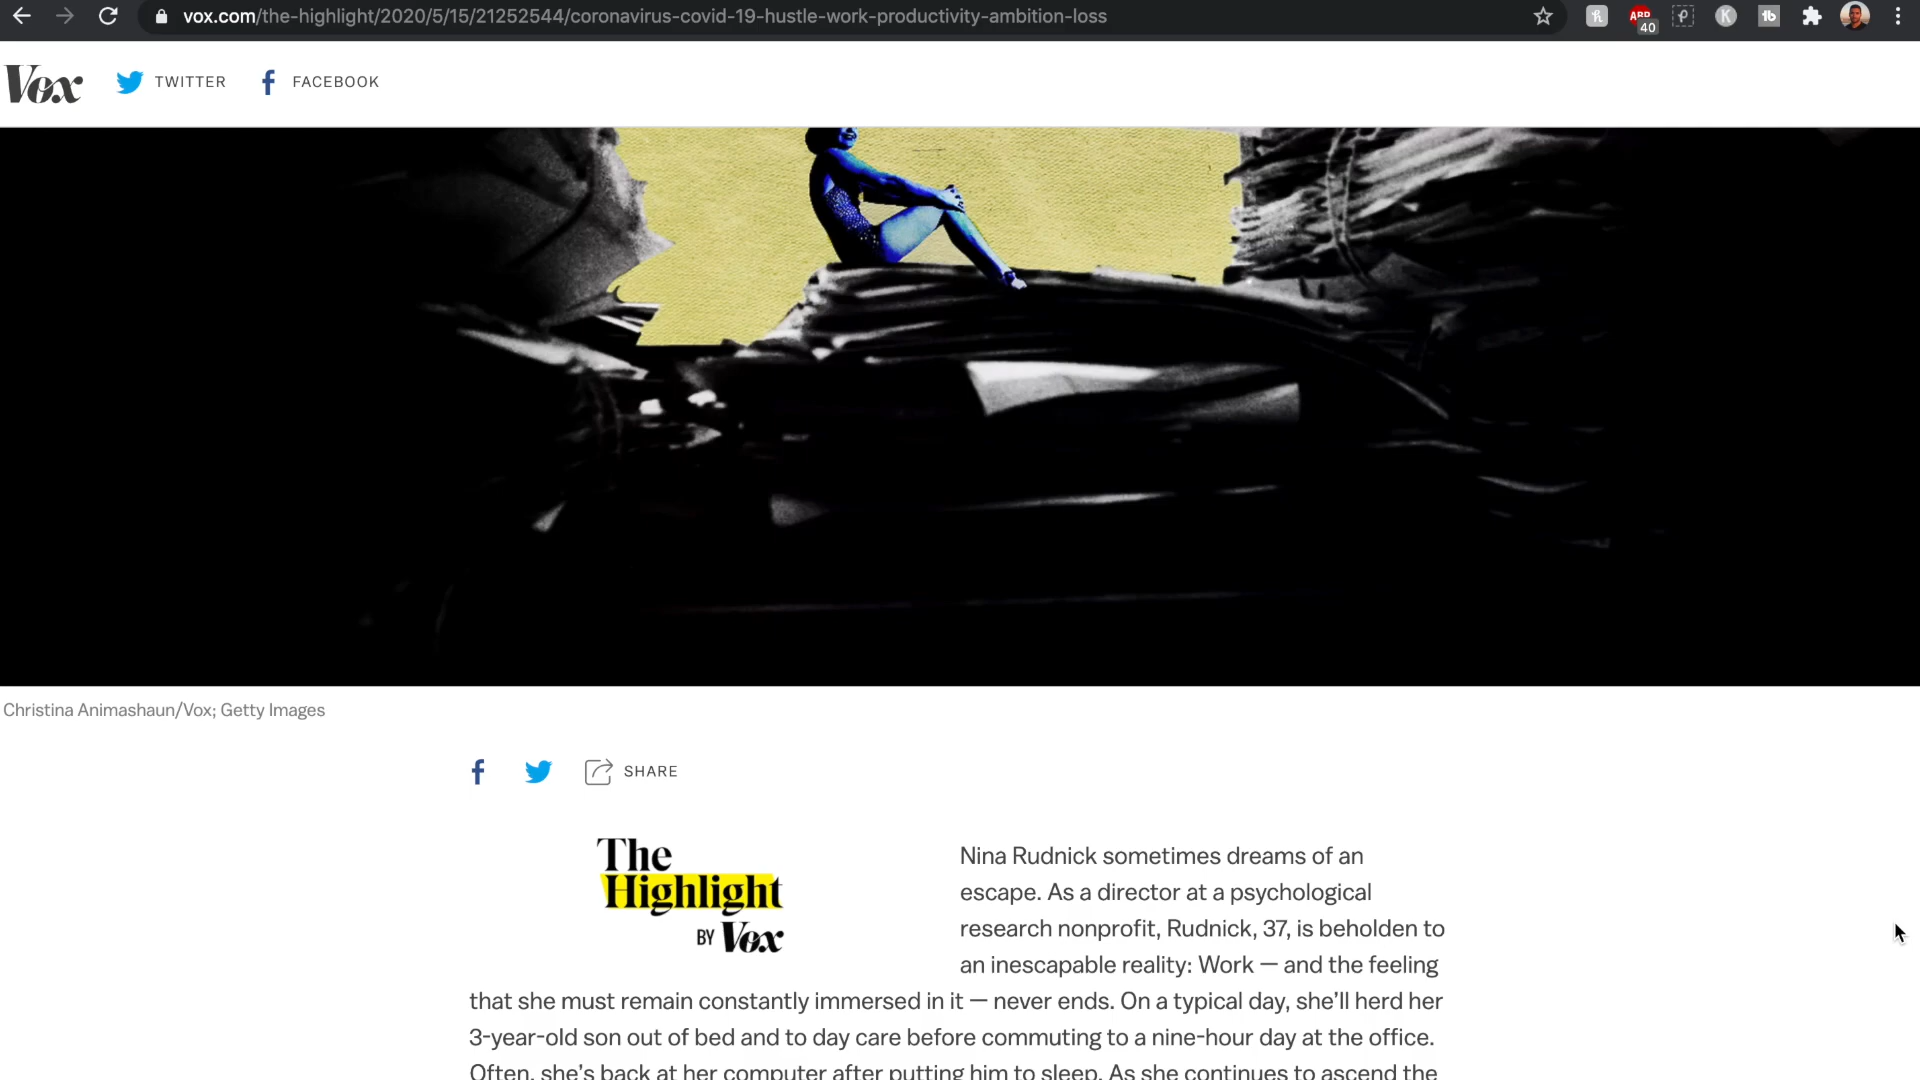 vox.com/the-highlight/2020/5/15/21252544/coronavirus-covid-19-hustle-work-productivity-ambition-loss
ABP
40
K
tb
Vox
TWITTER
FACEBOOK
Christina Animashaun/Vox; Getty Images
SHARE
The
Highlight
BY Vox
Nina Rudnick sometimes dreams of an
escape. As a director at a psychological
research nonprofit, Rudnick, 37, is beholden to
an inescapable reality: Work — and the feeling
that she must remain constantly immersed in it — never ends. On a typical day, she’ll herd her
3-year-old son out of bed and to day care before commuting to a nine-hour day at the office.
Often, she’s back at her computer after putting him to sleep. As she continues to ascend the